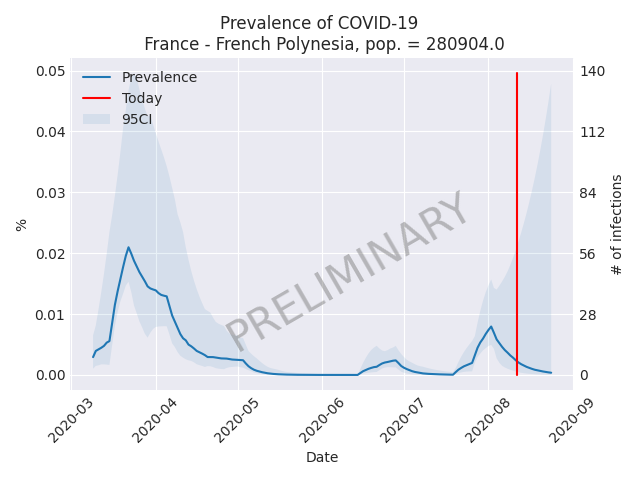 Prevalence of COVID-19
France - French Polynesia, pop. = 280904.0
0.05
0.04
0.03
0.02
0.01
0.00
%
Prevalence
Today
95CI
PRELIMINARY
140
112
84
56
28
0
# of infections
2020-03
2020-04
2020-05
2020-06
2020-07
2020-08
2020-09
Date